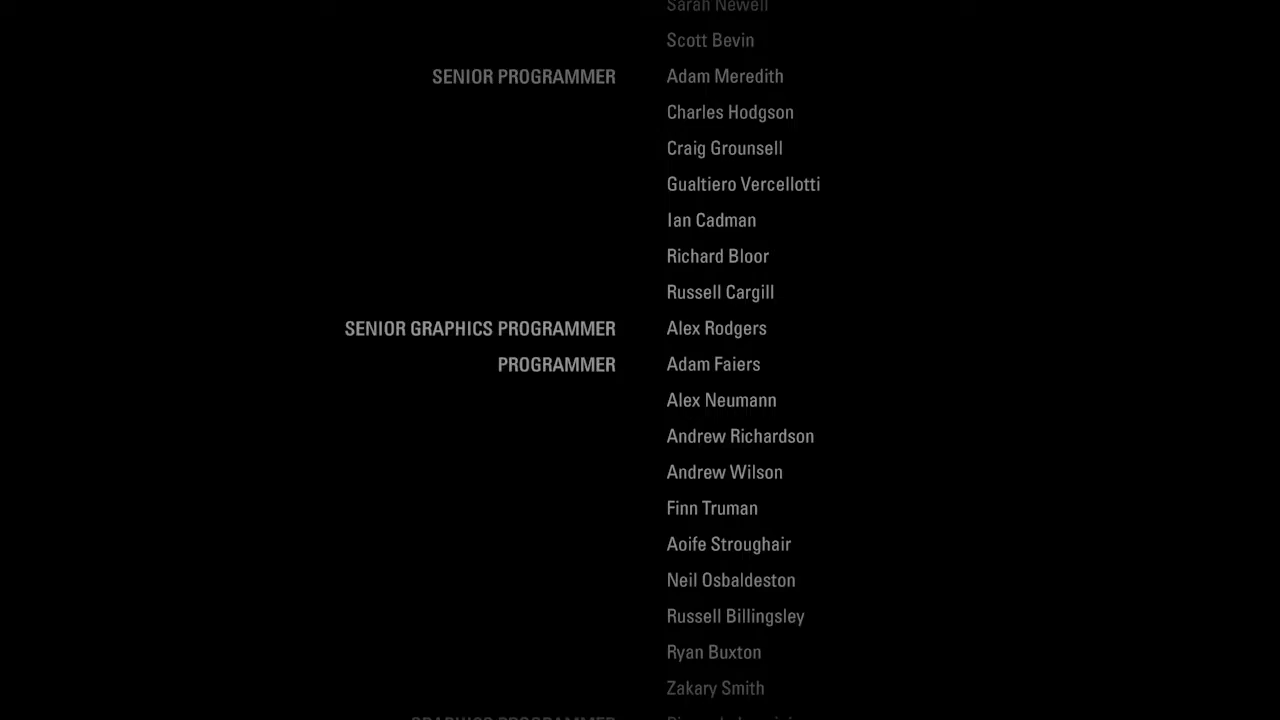 Sarah Newell
Scott Bevin
SENIOR PROGRAMMER Adam Meredith
Charles Hodgson
Craig Grounsell
Gualtiero Vercellotti
Ian Cadman
Richard Bloor
Russell Cargill
SENIOR GRAPHICS PROGRAMMER Alex Rodgers
PROGRAMMER Adam Faiers
Alex Neumann
Andrew Richardson
Andrew Wilson
Finn Truman
Aoife Stroughair
Neil Osbaldeston
Russell Billingsley
Ryan Buxton
Zakary Smith
GRAPHICS PROGRAMMER